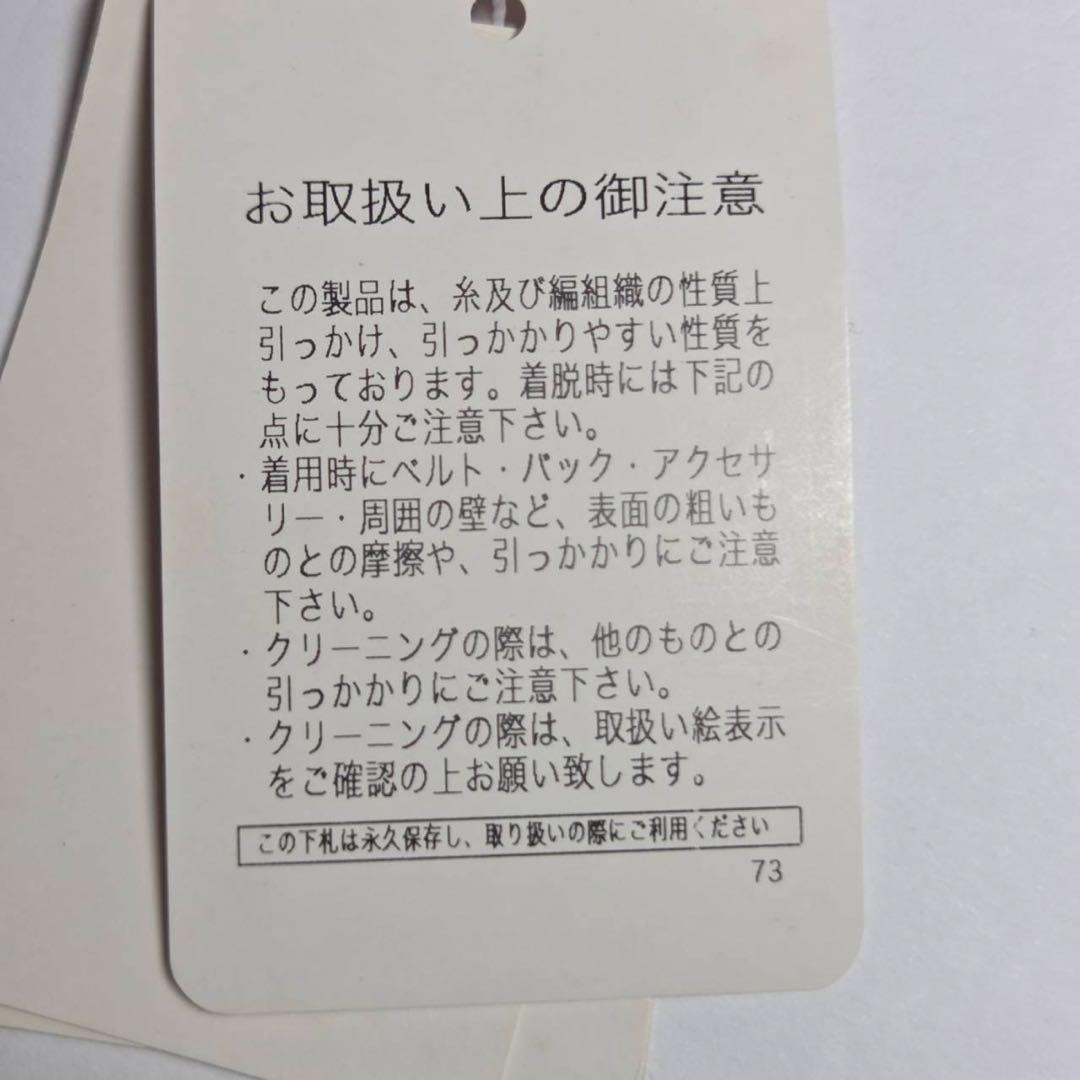 お取扱い上の御注意
この製品は、糸及び編組織の性質上
引っかけ、引っかかりやすい性質を
もっております。着脱時には下記の
点に十分ご注意下さい。
・着用時にベルト・バック・アクセサ
リー・周囲の壁など、表面の粗いも
のとの摩擦や、引っかかりにご注意
下さい。
・クリーニングの際は、他のものとの
引っかかりにご注意下さい。
・クリーニングの際は、取扱い絵表示
をご確認の上お願い致します。
この下札は永久保存し、取り扱いの際にご利用ください
73